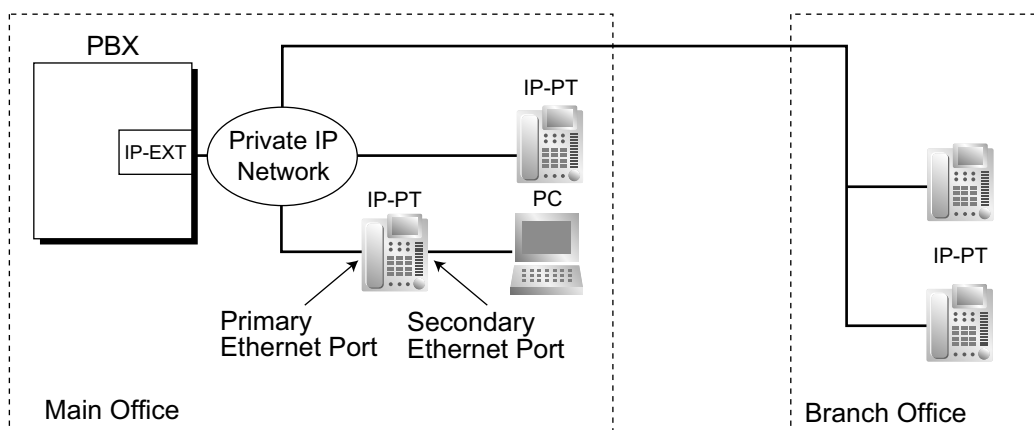 PBX
IP-EXT
Private IP
Network
IP-PT
IP-PT
PC
Primary
Ethernet Port
Secondary
Ethernet Port
Main Office
IP-PT
Branch Office